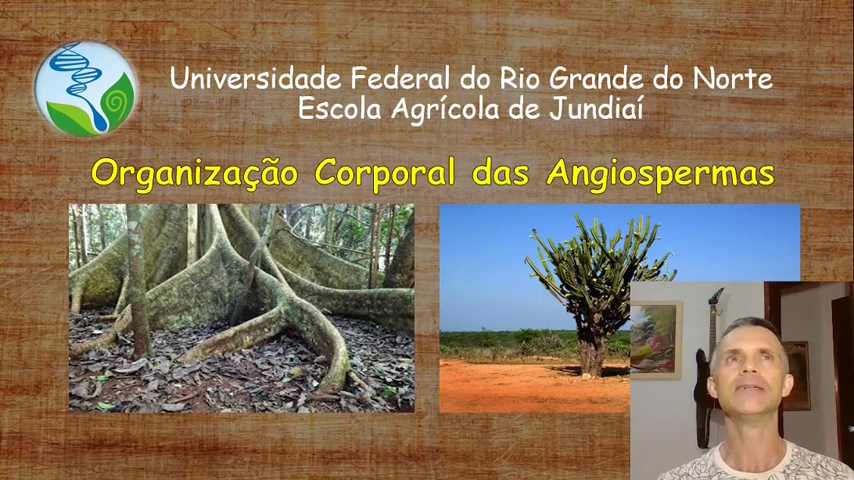 Universidade Federal do Rio Grande do Norte
Escola Agrícola de Jundiaí
Organização Corporal das Angiospermas